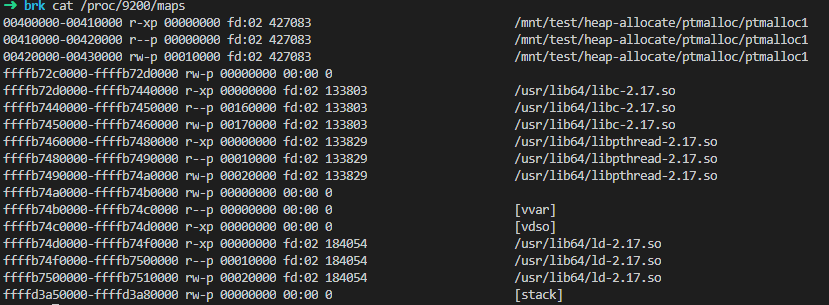 ➜ brk cat /proc/9200/maps
00400000-00410000 r-xp 00000000 fd:02 427083 /mnt/test/heap-allocate/ptmalloc/ptmalloc1
00410000-00420000 r--p 00000000 fd:02 427083 /mnt/test/heap-allocate/ptmalloc/ptmalloc1
00420000-00430000 rw-p 00010000 fd:02 427083 /mnt/test/heap-allocate/ptmalloc/ptmalloc1
ffffb72c0000-ffffb72d0000 rw-p 00000000 00:00 0
ffffb72d0000-ffffb7440000 r-xp 00000000 fd:02 133803 /usr/lib64/libc-2.17.so
ffffb7440000-ffffb7450000 r--p 00160000 fd:02 133803 /usr/lib64/libc-2.17.so
ffffb7450000-ffffb7460000 rw-p 00170000 fd:02 133803 /usr/lib64/libc-2.17.so
ffffb7460000-ffffb7480000 r-xp 00000000 fd:02 133829 /usr/lib64/libpthread-2.17.so
ffffb7480000-ffffb7490000 r--p 00010000 fd:02 133829 /usr/lib64/libpthread-2.17.so
ffffb7490000-ffffb74a0000 rw-p 00020000 fd:02 133829 /usr/lib64/libpthread-2.17.so
ffffb74a0000-ffffb74b0000 rw-p 00000000 00:00 0
ffffb74b0000-ffffb74c0000 r--p 00000000 00:00 0 [vvar]
ffffb74c0000-ffffb74d0000 r-xp 00000000 00:00 0 [vdso]
ffffb74d0000-ffffb74f0000 r-xp 00000000 fd:02 184054 /usr/lib64/ld-2.17.so
ffffb74f0000-ffffb7500000 r--p 00010000 fd:02 184054 /usr/lib64/ld-2.17.so
ffffb7500000-ffffb7510000 rw-p 00020000 fd:02 184054 /usr/lib64/ld-2.17.so
ffffd3a50000-ffffd3a80000 rw-p 00000000 00:00 0 [stack]